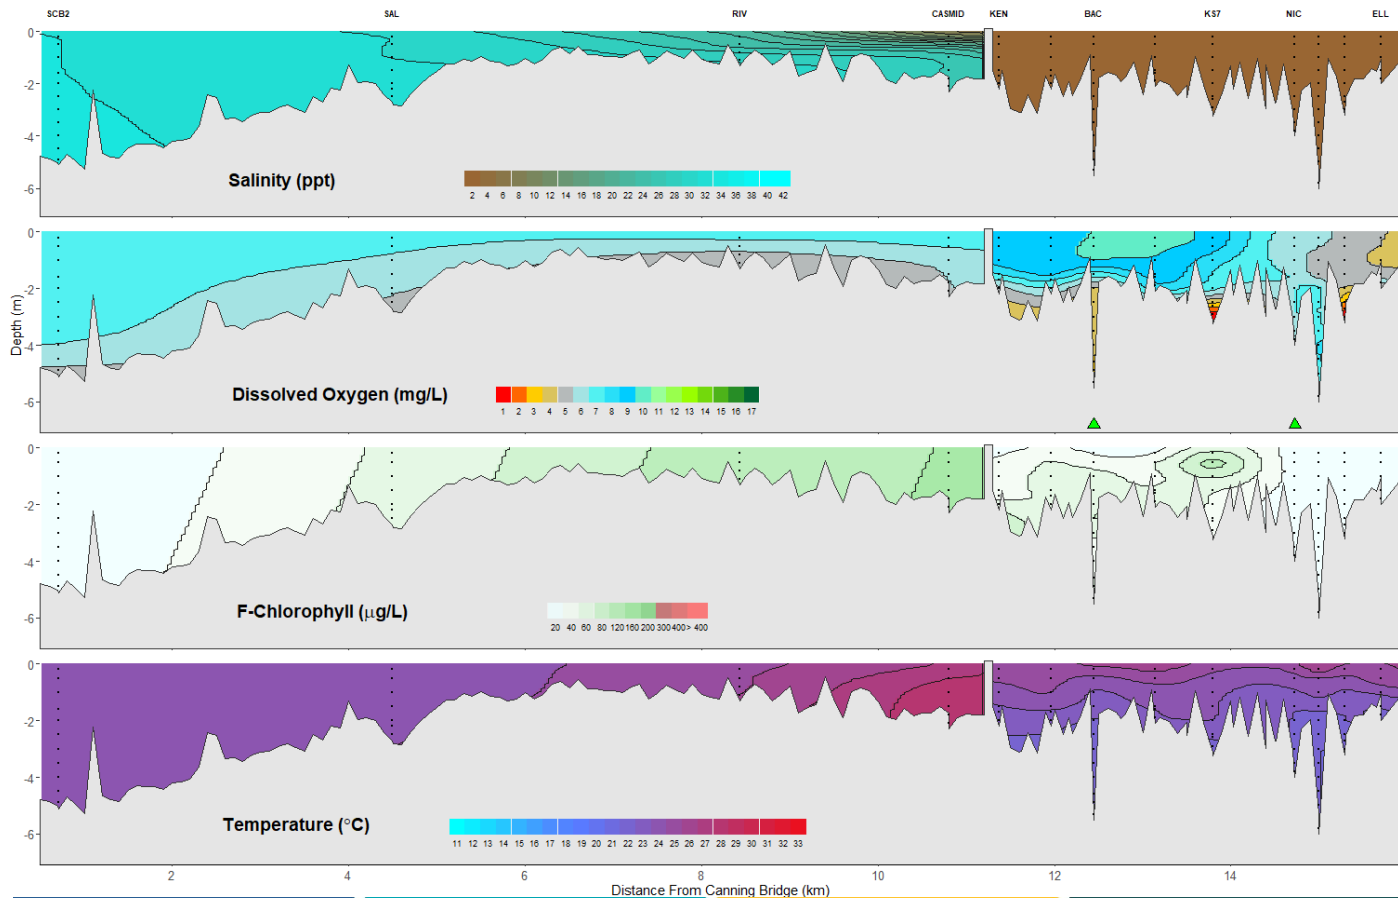 SCB2 SAL RIV CASMID KEN BAC KS7 NIC ELL
0
-2
-4
-6
Salinity (ppt)
2 4 6 8 10 12 14 16 18 20 24 26 28 30 32 34 36 38 40 42
0
-2
-4
-6
Depth (m)
Dissolved Oxygen (mg/L)
1 2 3 4 5 6 7 8 9 10 11 12 13 14 15 16 17
0
-2
-4
-6
F-Chlorophyll (μg/L)
20 40 60 80 120 160 200 300 400 > 400
0
-2
-4
-6
Temperature (°C)
11 12 13 14 15 16 17 18 19 20 21 22 23 24 25 26 27 28 29 30 31 32 33
2 4 6 8 10 12 14
Distance From Canning Bridge (km)